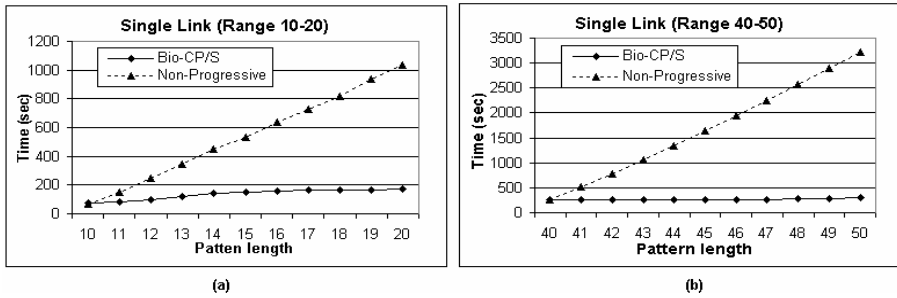 Single Link (Range 10-20)
1200
1000
800
600
400
200
0
Time (sec)
Bio-CP/S
Non-Progressive
10 11 12 13 14 15 16 17 18 19 20
Patten length
(a)
Single Link (Range 40-50)
3500
3000
2500
2000
1500
1000
500
0
Time (sec)
Bio-CP/S
Non-Progressive
40 41 42 43 44 45 46 47 48 49 50
Pattern length
(b)